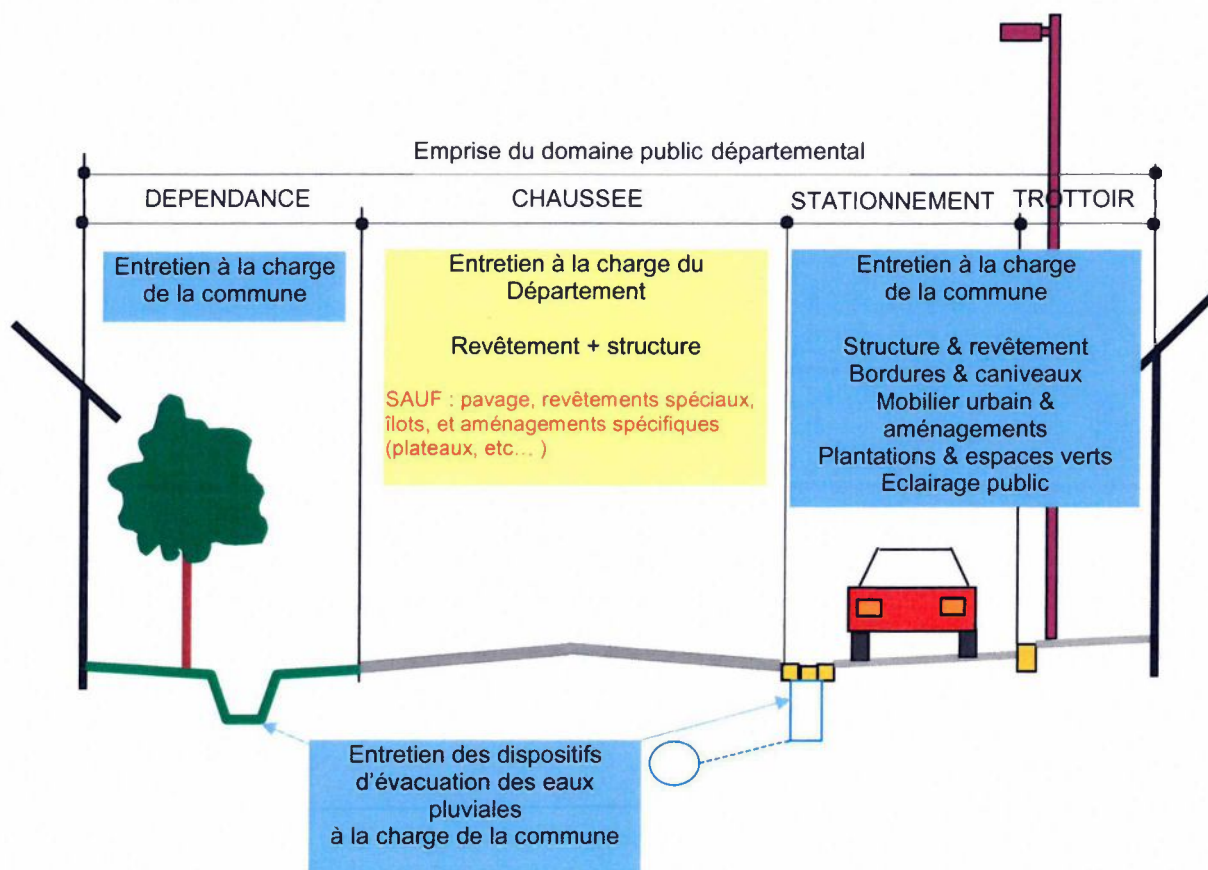 Emprise du domaine public départemental
DEPENDANCE
CHAUSSEE
STATIONNEMENT
TROTTOIR
Entretien à la charge
de la commune
Entretien à la charge du
Département
Revêtement + structure
SAUF : pavage, revêtements spéciaux,
îlots, et aménagements spécifiques
(plateaux, etc... )
Entretien à la charge
de la commune
Structure & revêtement
Bordures & caniveaux
Mobilier urbain &
aménagements
Plantations & espaces verts
Eclairage public
Entretien des dispositifs
d'évacuation des eaux
pluviales
à la charge de la commune